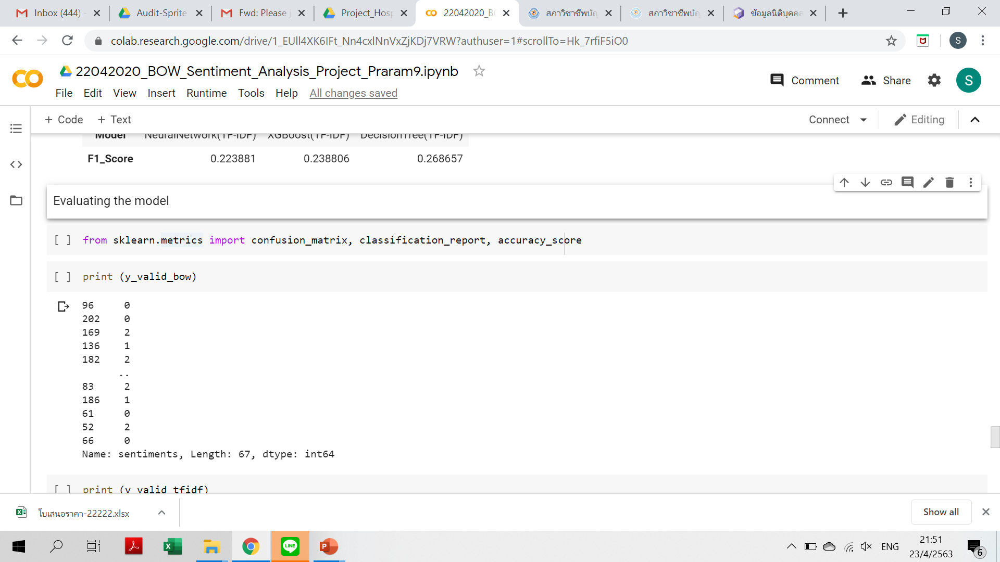 Inbox (444)
Audit-Sprite
Fwd: Please
Project_Hosp
22042020_BO
สภาวิชาชีพบัญ
สภาวิชาชีพบัญ
ข้อมูลนิติบุคคล
colab.research.google.com/drive/1_EUll4XK6IFt_Nn4cxlNnVxZjKDj7VRW?authuser=1#scrollTo=Hk_7rfiF5iO0
S
22042020_BOW_Sentiment_Analysis_Project_Praram9.ipynb
Comment
Share
S
File Edit View Insert Runtime Tools Help All changes saved
+ Code + Text
Connect
Editing
Model NeuralNetwork(TF-IDF) XGBoost(TF-IDF) DecisionTree(TF-IDF)
F1_Score 0.223881 0.238806 0.268657
Evaluating the model
[ ] from sklearn.metrics import confusion_matrix, classification_report, accuracy_score
[ ] print (y_valid_bow)
96 0
202 0
169 2
136 1
182 2
..
83 2
186 1
61 0
52 2
66 0
Name: sentiments, Length: 67, dtype: int64
[ ] print (y_valid_tfidf)
ใบเสนอราคา-22222.xlsx
Show all
LINE
ENG
21:51
23/4/2563
6